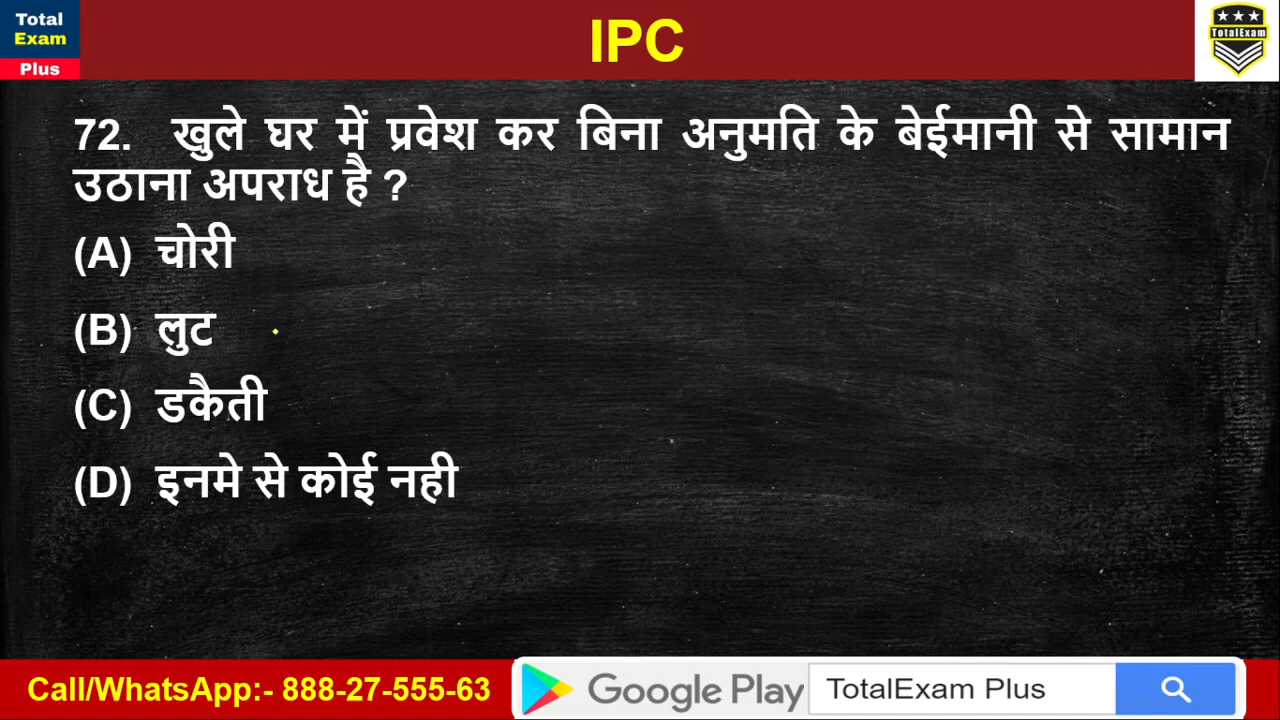 Total
Exam
Plus
IPC
TotalExam
72. खुले घर में प्रवेश कर बिना अनुमति के बेईमानी से सामान
उठाना अपराध है ?
(A) चोरी
(B) लुट
(C) डकैती
(D) इनमे से कोई नही
Call/WhatsApp:- 888-27-555-63
Google Play
TotalExam Plus